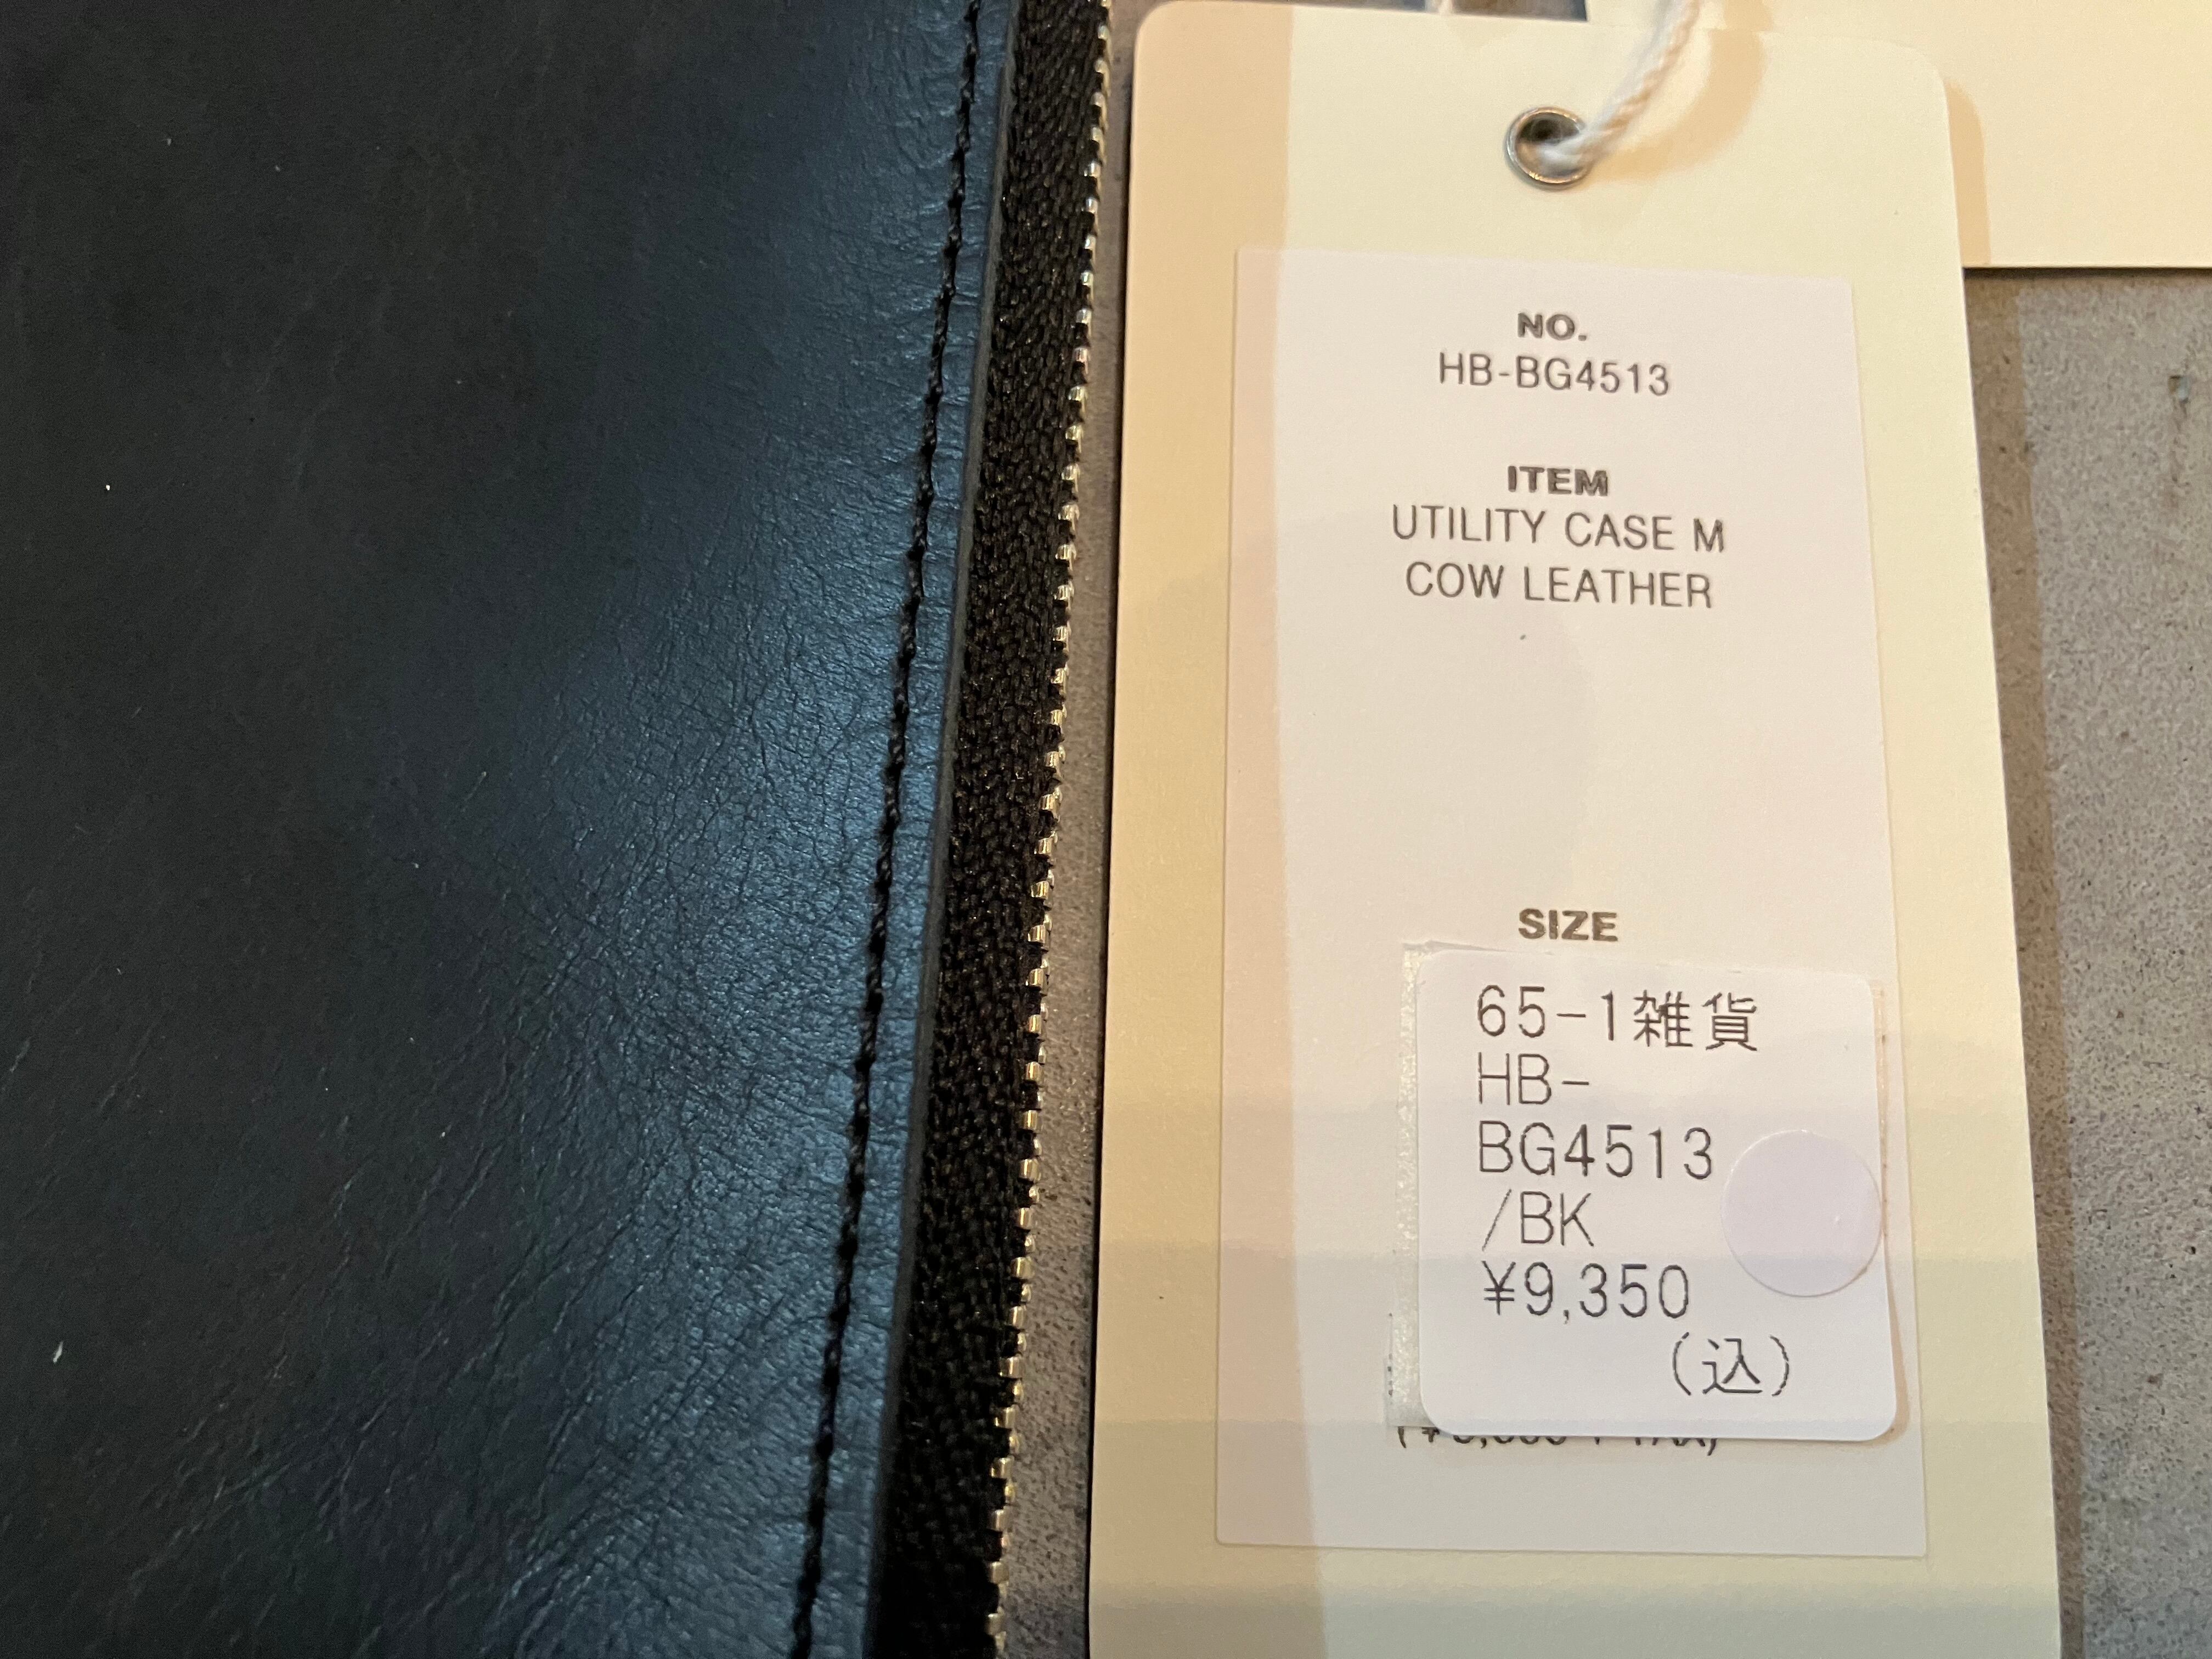 NO.
HB-BG4513
ITEM
UTILITY CASE M
COW LEATHER
SIZE
65-1雑貨
HB-
BG4513
/BK
¥9,350
(込)